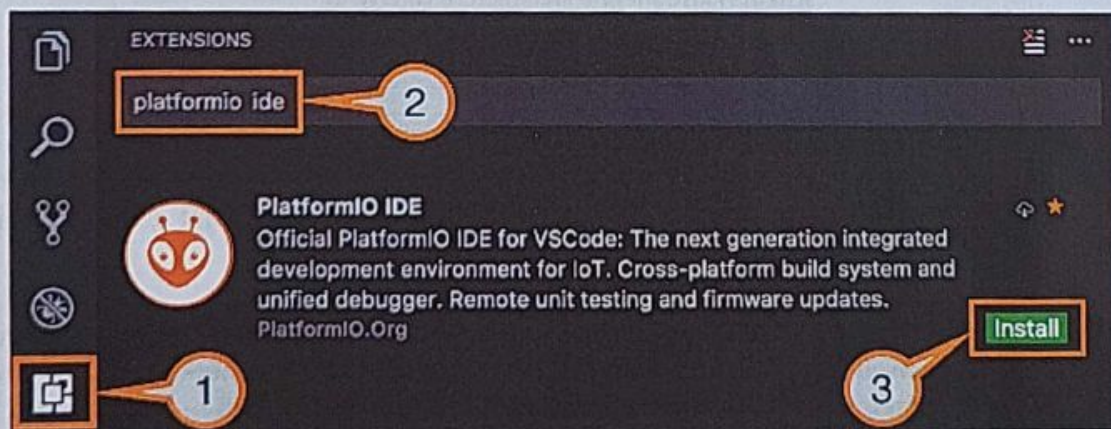 EXTENSIONS
platformio ide
2
PlatformIO IDE
Official PlatformIO IDE for VSCode: The next generation integrated
development environment for IoT. Cross-platform build system and
unified debugger. Remote unit testing and firmware updates.
PlatformIO.Org
Install
1
3